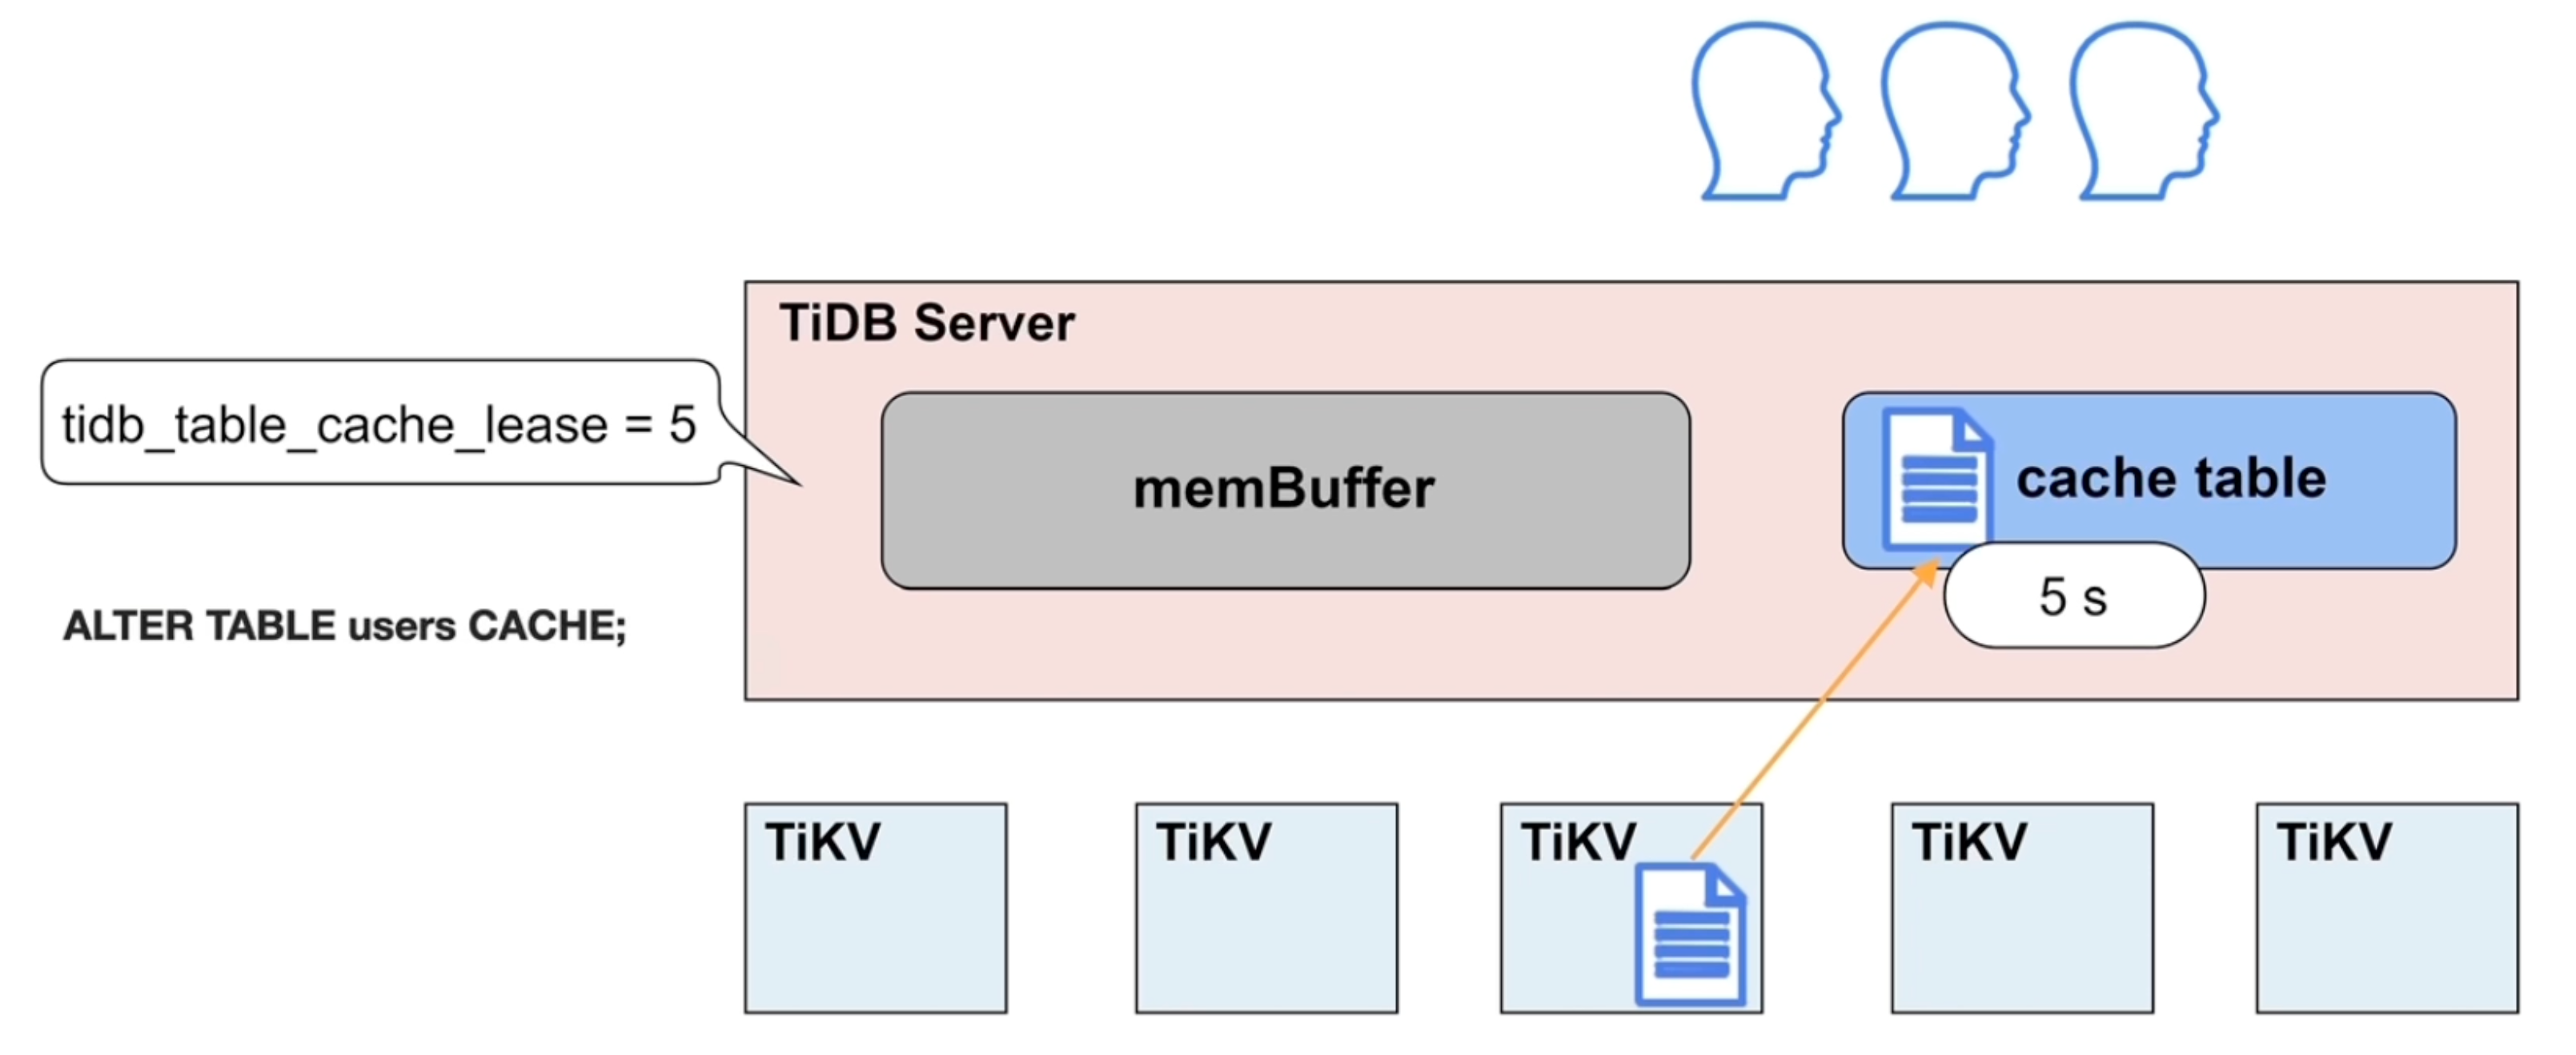 TiDB Server
tidb_table_cache_lease = 5
memBuffer
cache table
5 s
ALTER TABLE users CACHE;
TiKV
TiKV
TiKV
TiKV
TiKV